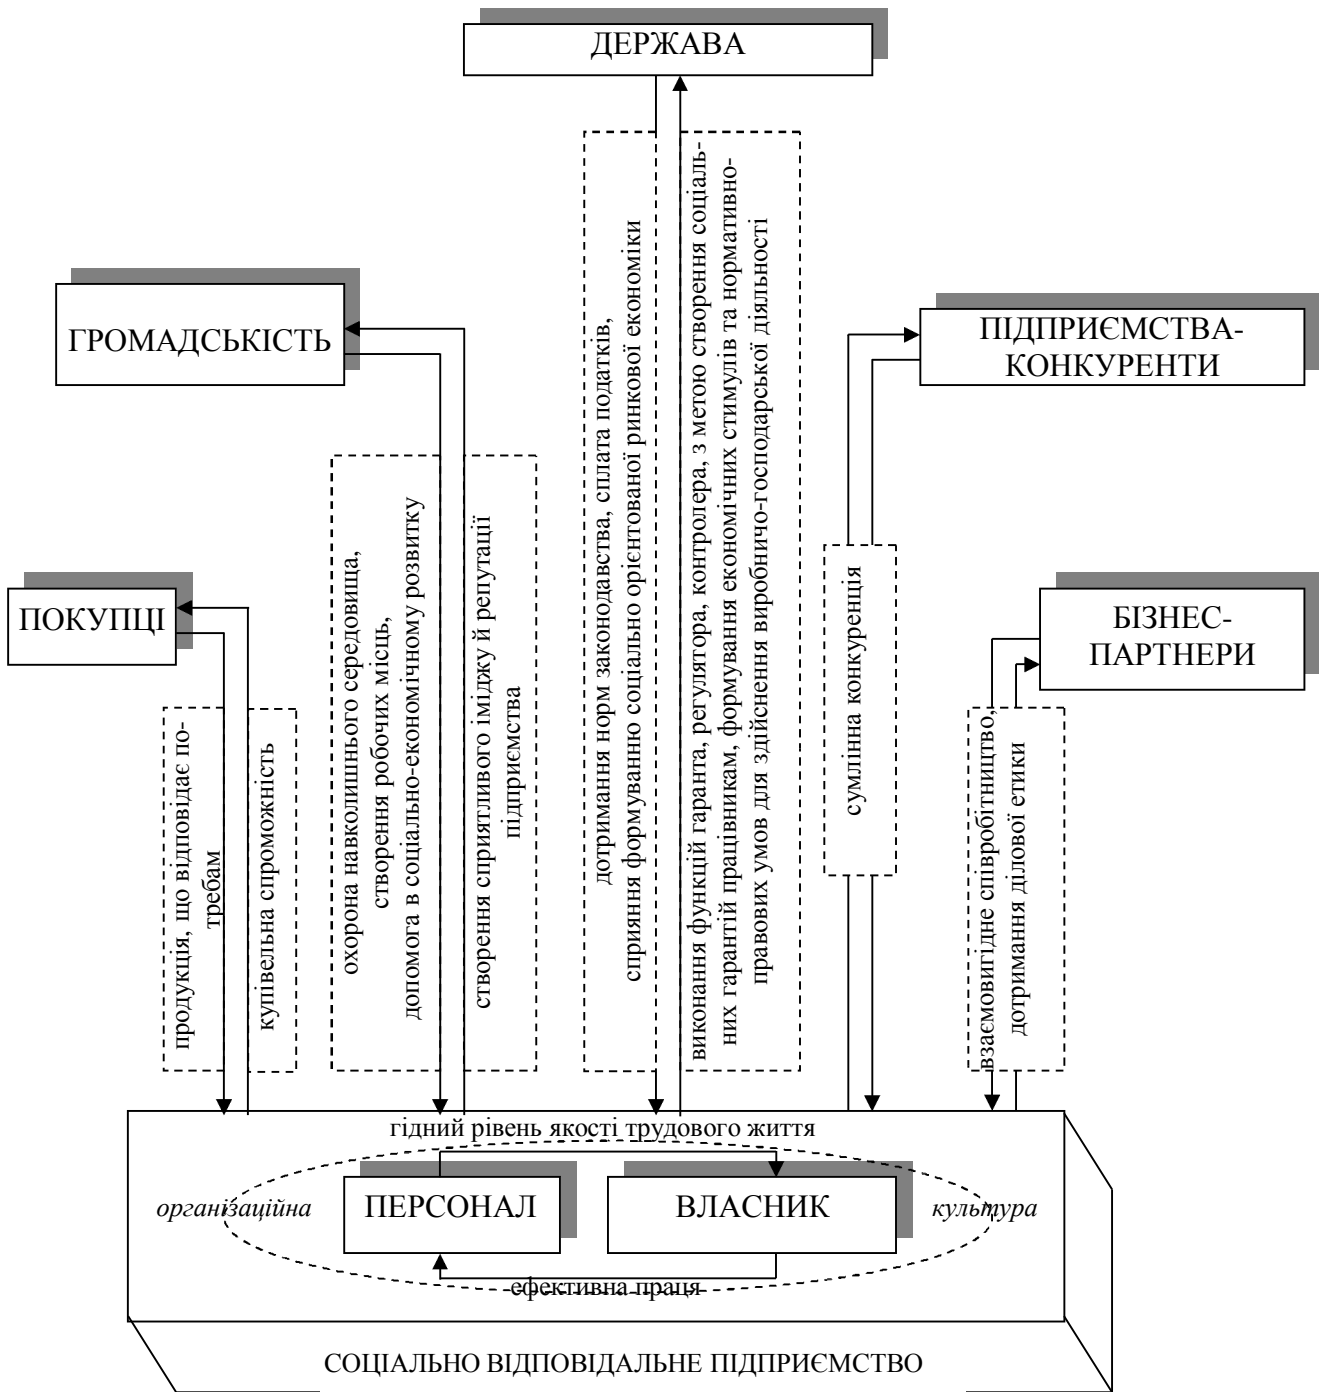 ДЕРЖАВА
ГРОМАДСЬКІСТЬ
ПІДПРИЄМСТВА-
КОНКУРЕНТИ
ПОКУПЦІ
БІЗНЕС-
ПАРТНЕРИ
продукція, що відповідає по-
требам
купівельна спроможність
охорона навколишнього середовища,
створення робочих місць,
допомога в соціально-економічному розвитку
створення сприятливого іміджу й репутації
підприємства
дотримання норм законодавства, сплата податків,
сприяння формуванню соціально орієнтованої ринкової економіки
виконання функцій гаранта, регулятора, контролера, з метою створення соціаль-
них гарантій працівникам, формування економічних стимулів та нормативно-
правових умов для здійснення виробничо-господарської діяльності
сумлінна конкуренція
взаємовигідне співробітництво,
дотримання ділової етики
гідний рівень якості трудового життя
організаційна
ПЕРСОНАЛ
ВЛАСНИК
культура
ефективна праця
СОЦІАЛЬНО ВІДПОВІДАЛЬНЕ ПІДПРИЄМСТВО